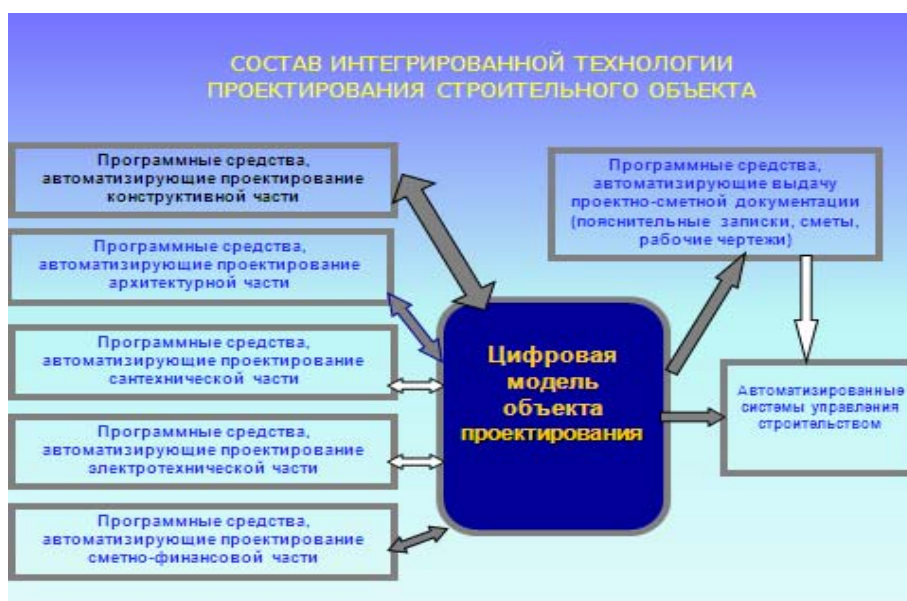 СОСТАВ ИНТЕГРИРОВАННОЙ ТЕХНОЛОГИИ
ПРОЕКТИРОВАНИЯ СТРОИТЕЛЬНОГО ОБЪЕКТА
Программные средства,
автоматизирующие проектирование
конструктивной части
Программные средства,
автоматизирующие проектирование
архитектурной части
Программные средства,
автоматизирующие проектирование
сантехнической части
Программные средства,
автоматизирующие проектирование
электротехнической части
Программные средства,
автоматизирующие проектирование
сметно-финансовой части
Цифровая
модель
объекта
проектирования
Программные средства,
автоматизирующие выдачу
проектно-сметной документации
(пояснительные записки, сметы,
рабочие чертежи)
Автоматизированные
системы управления
строительством